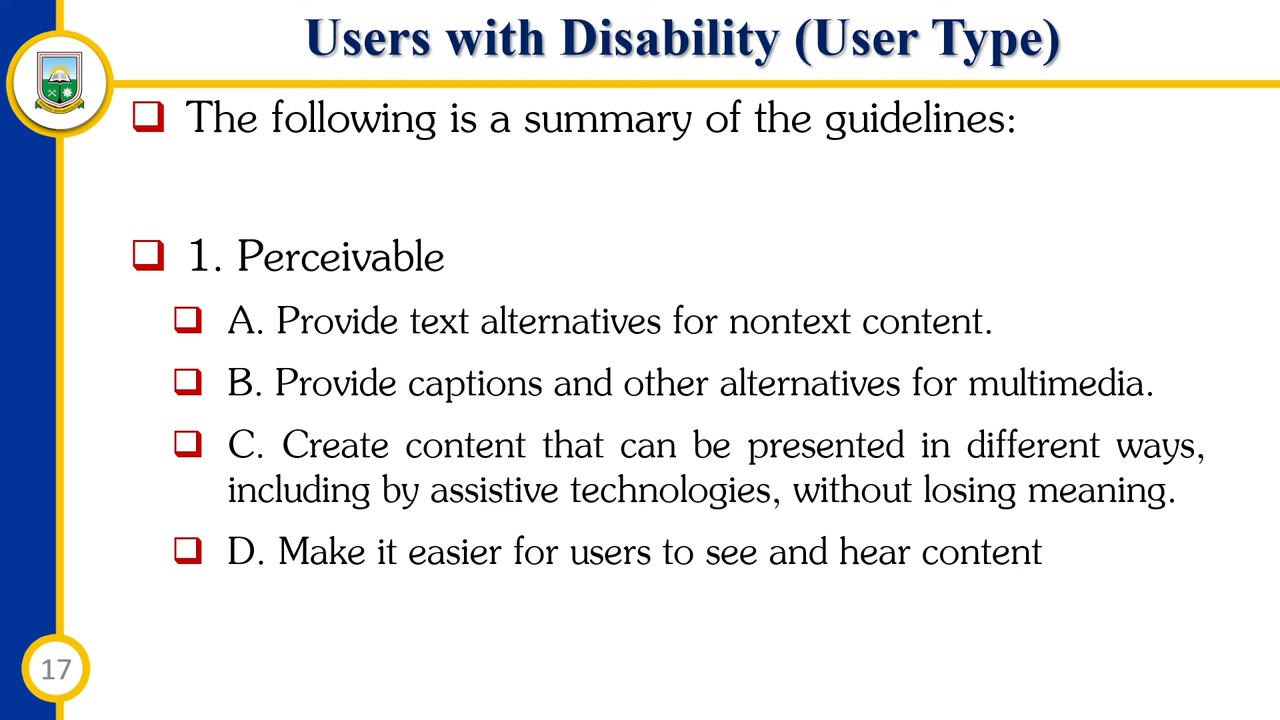 Users with Disability (User Type)
The following is a summary of the guidelines:
1. Perceivable
A. Provide text alternatives for nontext content.
B. Provide captions and other alternatives for multimedia.
C. Create content that can be presented in different ways,
including by assistive technologies, without losing meaning.
D. Make it easier for users to see and hear content
17